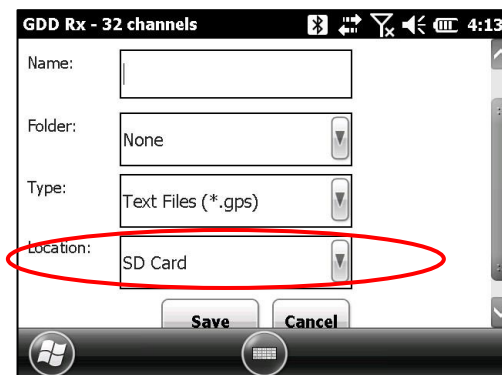 GDD Rx - 32 channels 4:13
Name:
Folder: None
Type: Text Files (*.gps)
Location: SD Card
Save Cancel